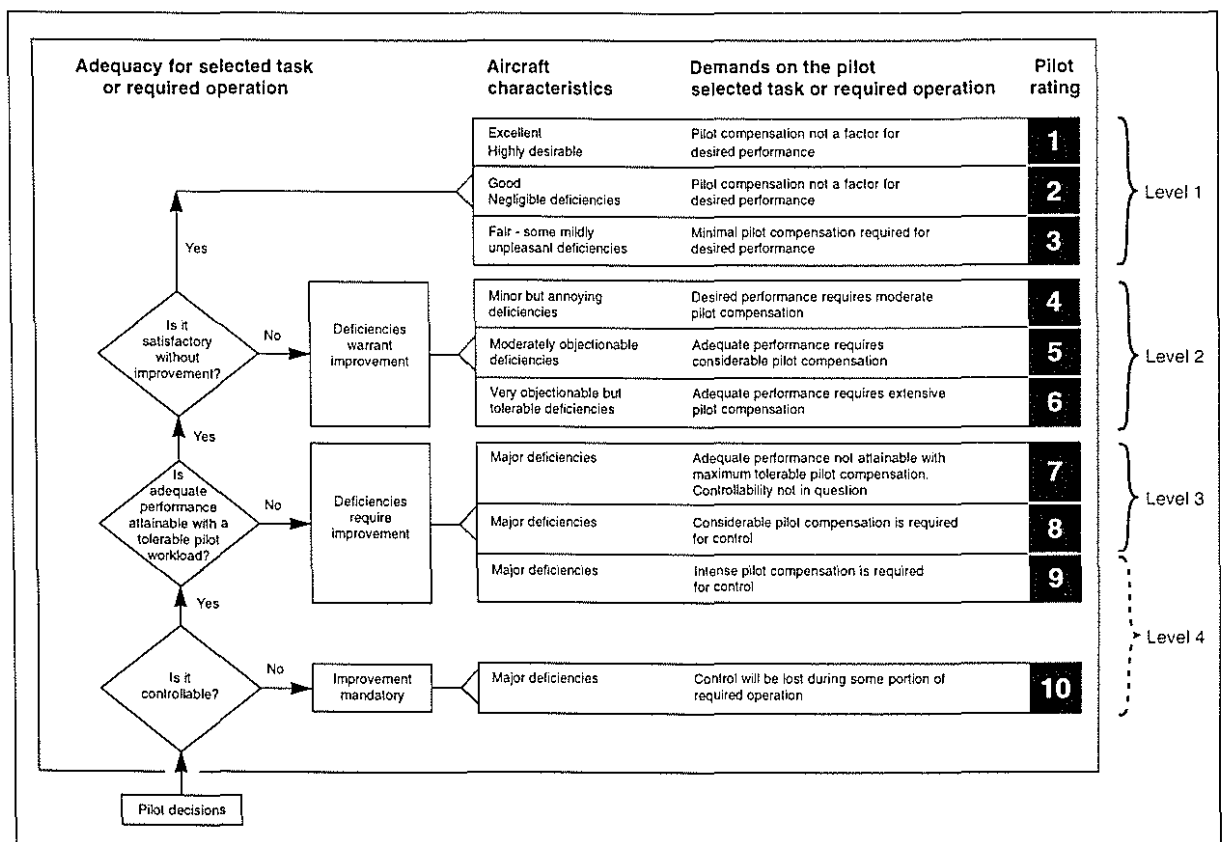 Adequacy for selected task
or required operation
Aircraft
characteristics
Demands on the pilot
selected task or required operation
Pilot
rating
Excellent
Highly desirable
Pilot compensation not a factor for
desired performance
1
Good
Negligible deficiencies
Pilot compensation not a factor for
desired performance
2
Fair - some mildly
unpleasant deficiencies
Minimal pilot compensation required for
desired performance
3
Level 1
Yes
Is it
satisfactory
without
improvement?
No
Deficiencies
warrant
improvement
Minor but annoying
deficiencies
Desired performance requires moderate
pilot compensation
4
Moderately objectionable
deficiencies
Adequate performance requires
considerable pilot compensation
5
Very objectionable but
tolerable deficiencies
Adequate performance requires extensive
pilot compensation
6
Level 2
Yes
Is
adequate
performance
attainable with a
tolerable pilot
workload?
No
Deficiencies
require
improvement
Major deficiencies
Adequate performance not attainable with
maximum tolerable pilot compensation.
Controllability not in question
7
Major deficiencies
Considerable pilot compensation is required
for control
8
Level 3
Major deficiencies
Intense pilot compensation is required
for control
9
Yes
Is it
controllable?
No
Improvement
mandatory
Major deficiencies
Control will be lost during some portion of
required operation
10
Level 4
Pilot decisions